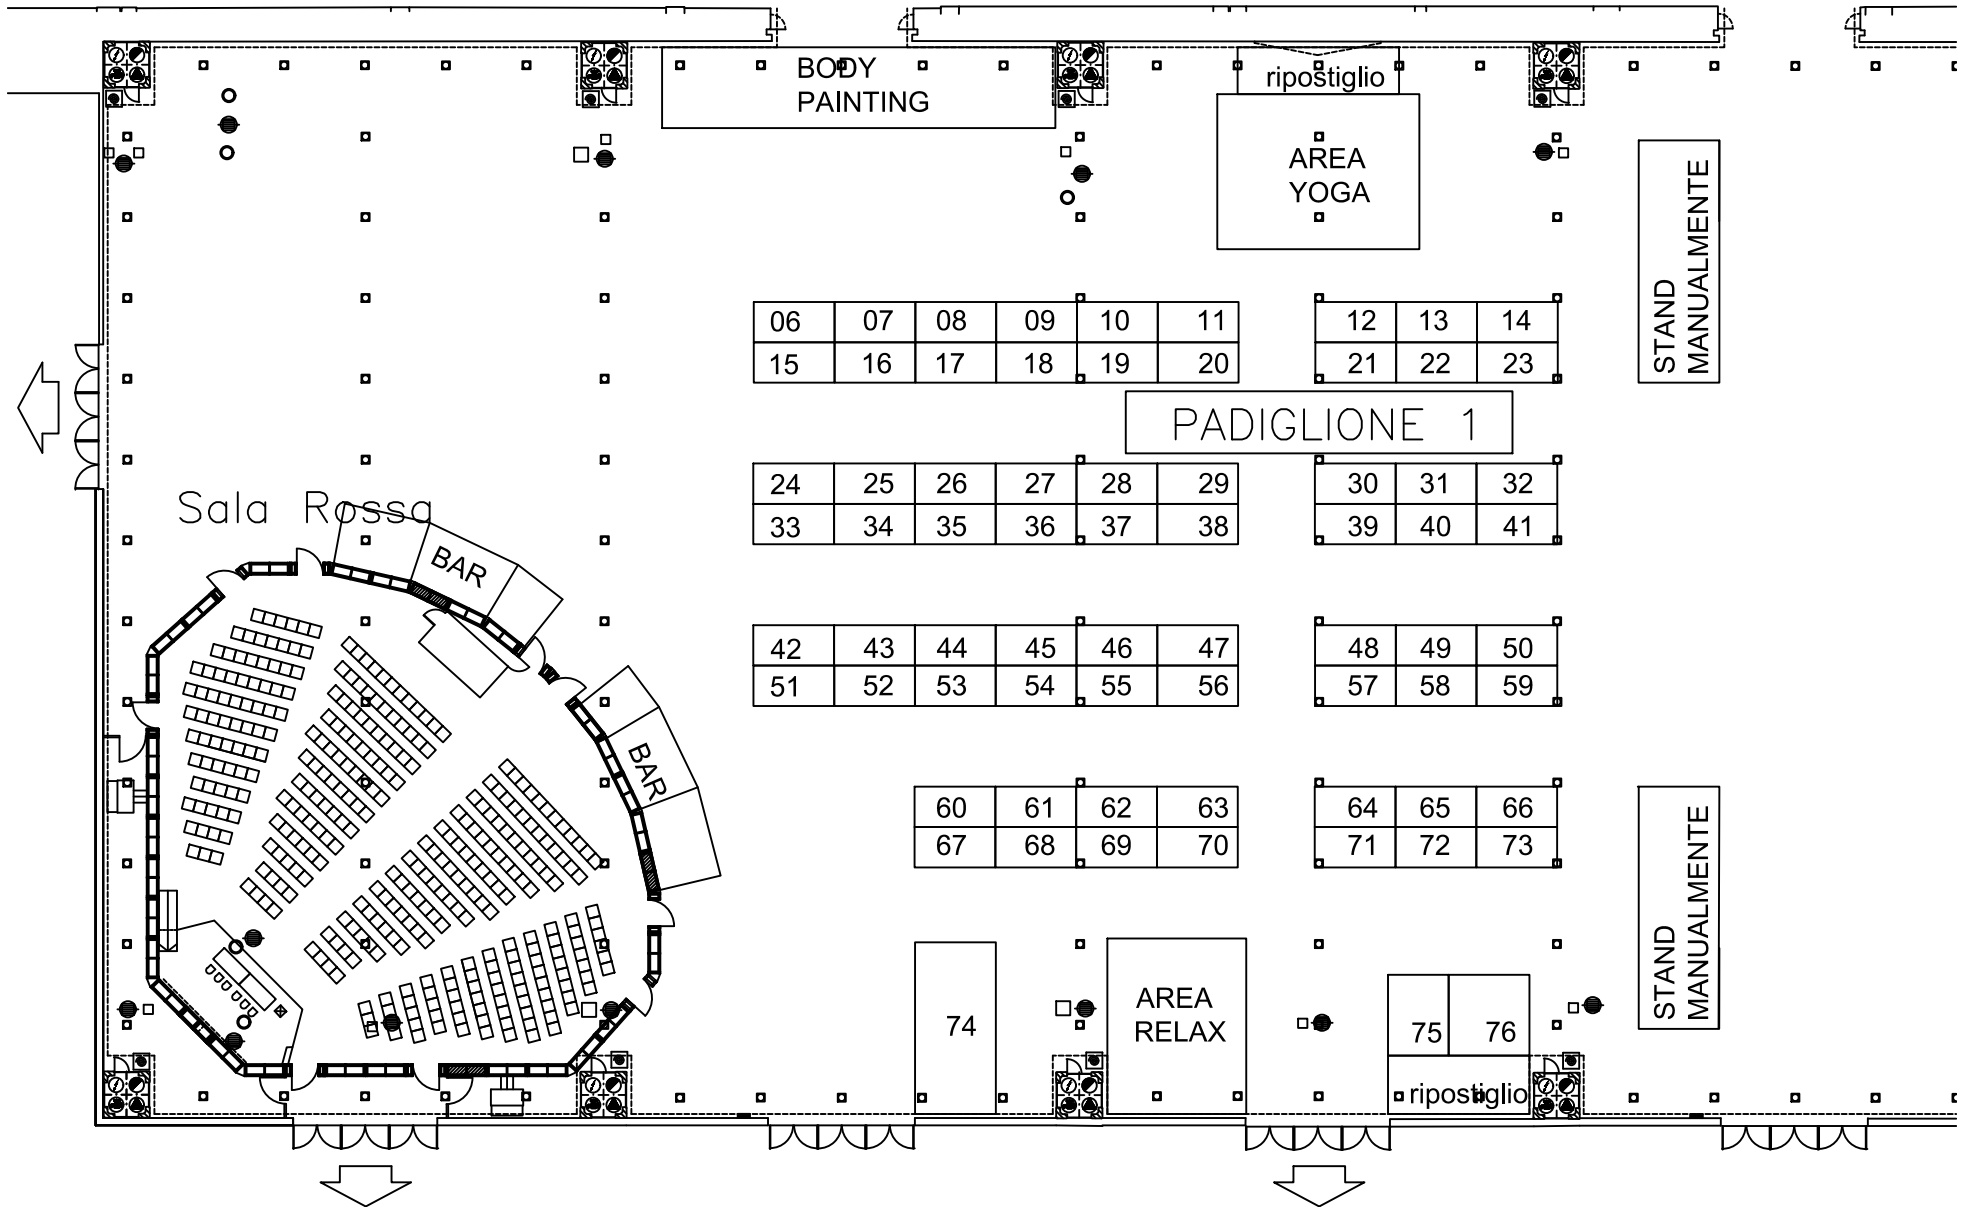 BODY
PAINTING
ripostiglio
AREA
YOGA
STAND
MANUALMENTE
06 07 08 09 10 11 12 13 14
15 16 17 18 19 20 21 22 23
PADIGLIONE 1
24 25 26 27 28 29 30 31 32
33 34 35 36 37 38 39 40 41
Sala Rossa
BAR
42 43 44 45 46 47 48 49 50
51 52 53 54 55 56 57 58 59
BAR
60 61 62 63 64 65 66
67 68 69 70 71 72 73
STAND
MANUALMENTE
74
AREA
RELAX
75 76
ripostiglio